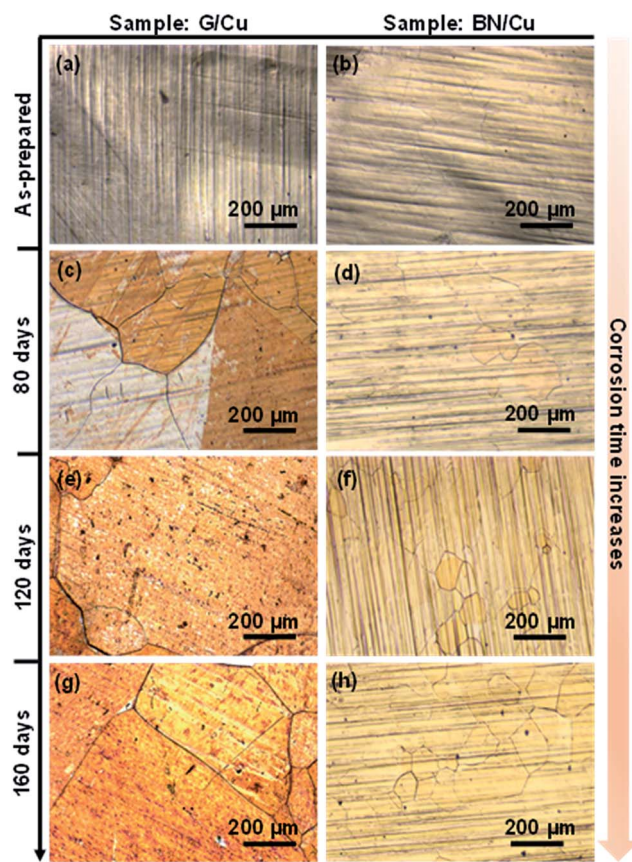 Sample: G/Cu
Sample: BN/Cu
As-prepared
(a)
200 µm
(b)
200 µm
80 days
(c)
200 µm
(d)
200 µm
120 days
(e)
200 µm
(f)
200 µm
160 days
(g)
200 µm
(h)
200 µm
Corrosion time increases